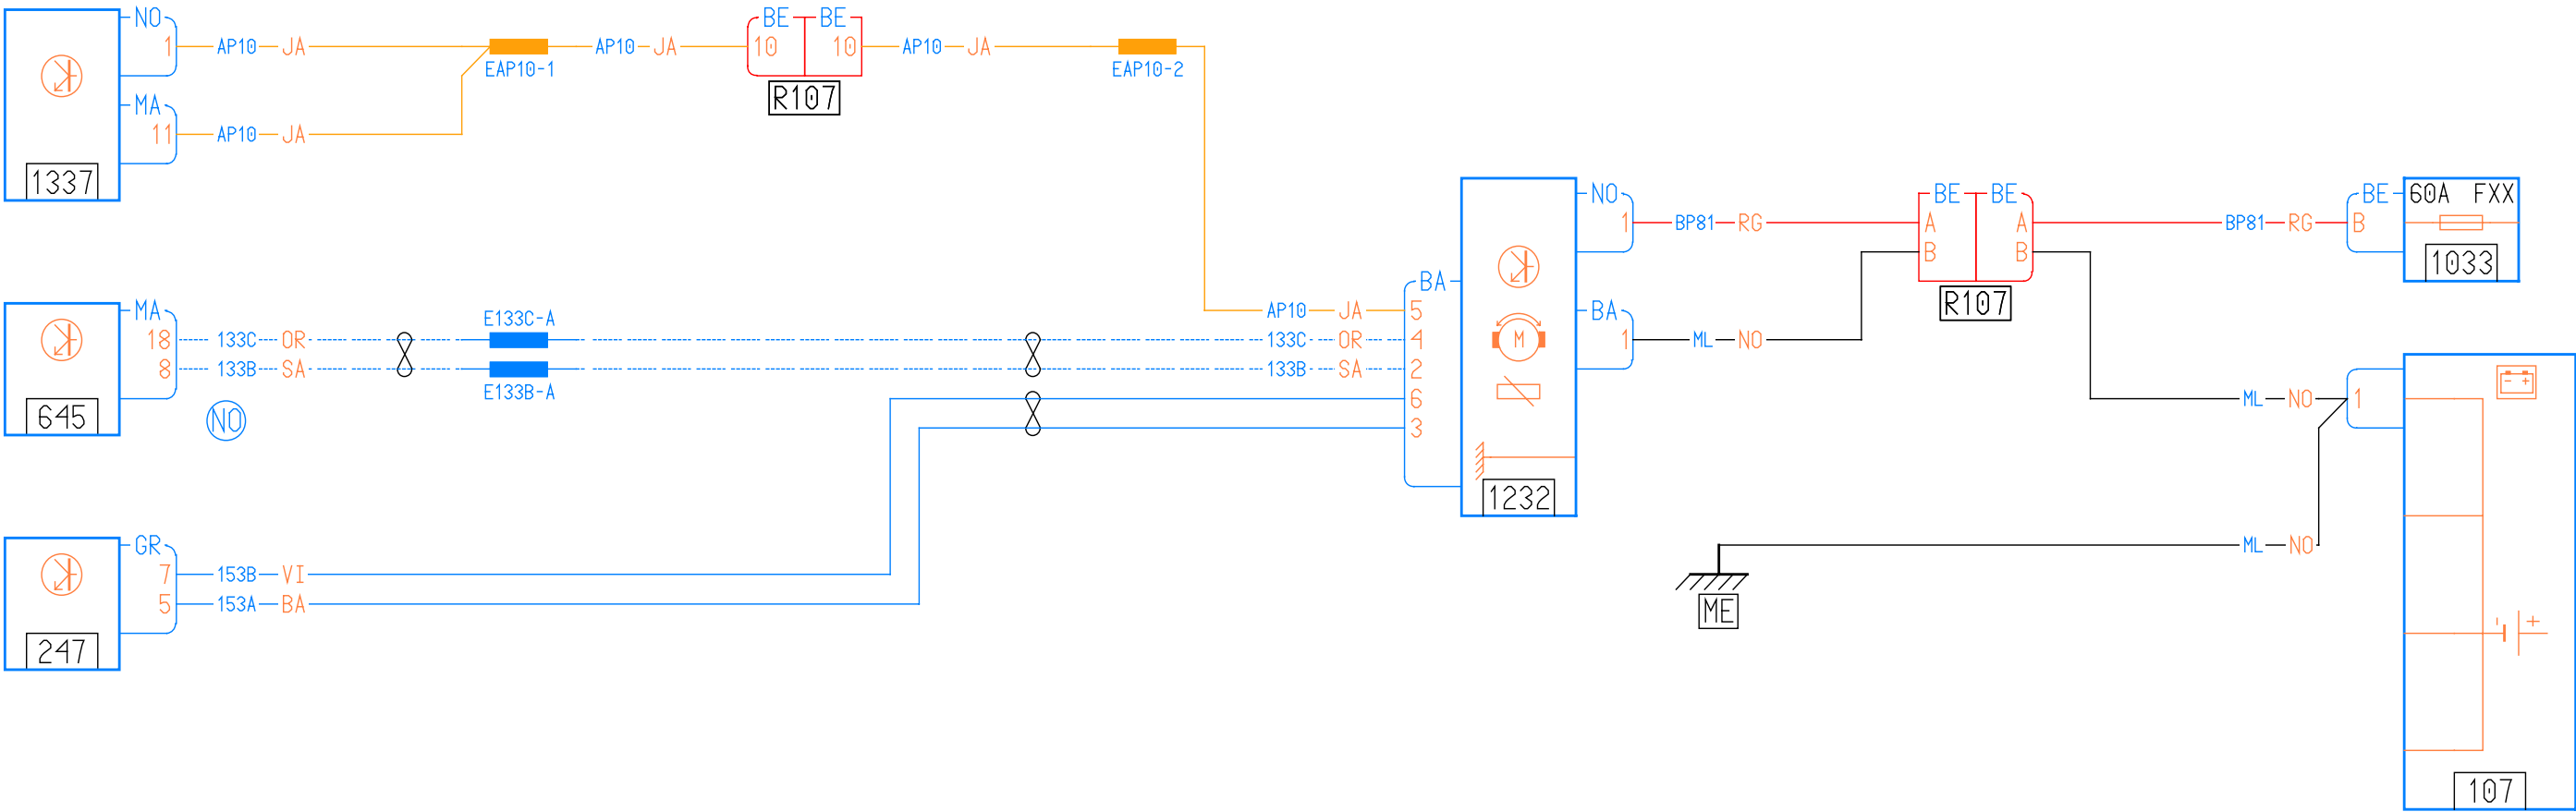 NO BE BE
1 AP10 JA AP10 JA 10 10 AP10 JA
EAP10-1 EAP10-2
R107
MA
11 AP10 JA
1337
NO BE BE BE 60A FXX
1 BP81 RG A A BP81 RG B
B B
1033
BA
R107
MA E133C-A AP10 JA 5 BA
18 133C OR 133C OR 4 1 ML NO
8 133B SA 133B SA 2
E133B-A
6 ML NO 1
645 NO 3
M
1232
GR ML NO
7 153B VI
5 153A BA
ME
247
- +
107